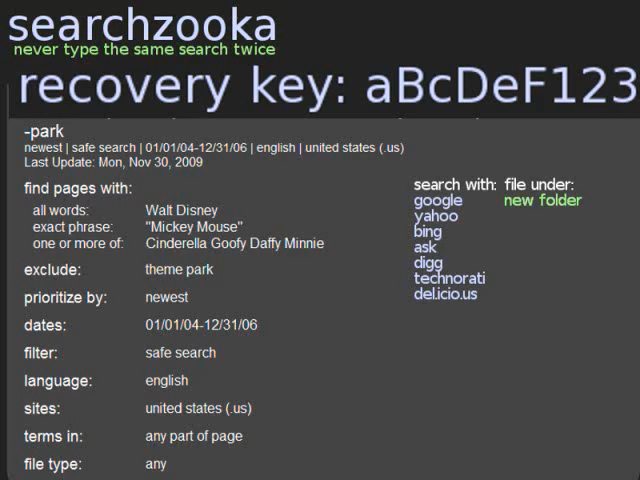 searchzooka
never type the same search twice
recovery key: aBcDeF123
-park
newest | safe search | 01/01/04-12/31/06 | english | united states (.us)
Last Update: Mon, Nov 30, 2009
find pages with:
all words: Walt Disney
exact phrase: "Mickey Mouse"
one or more of: Cinderella Goofy Daffy Minnie
exclude: theme park
prioritize by: newest
dates: 01/01/04-12/31/06
filter: safe search
language: english
sites: united states (.us)
terms in: any part of page
file type: any
search with: file under:
google new folder
yahoo
bing
ask
digg
technorati
del.icio.us